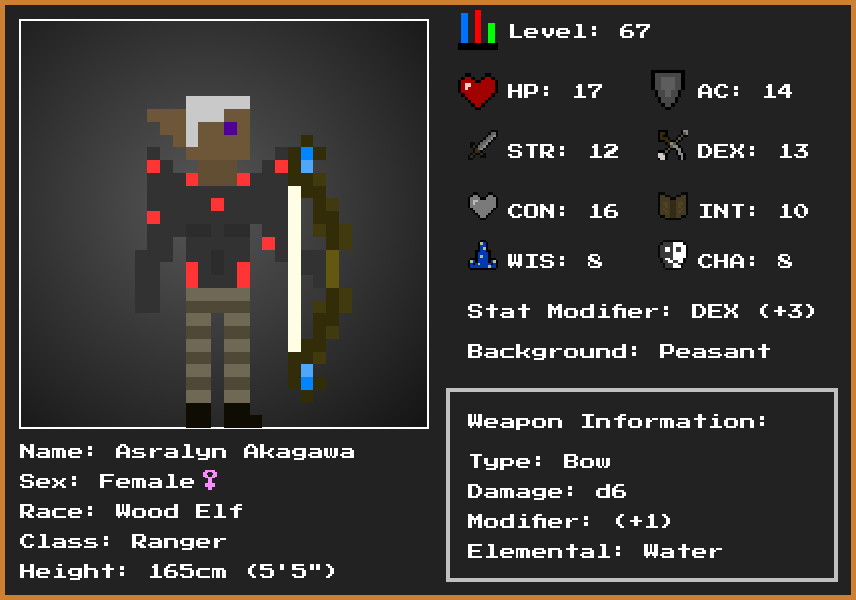 Level: 67
HP: 17
AC: 14
STR: 12
DEX: 13
CON: 16
INT: 10
WIS: 8
CHA: 8
Stat Modifier: DEX (+3)
Background: Peasant
Weapon Information:
Type: Bow
Damage: d6
Modifier: (+1)
Elemental: Water
Name: Asralyn Akagawa
Sex: Female♀
Race: Wood Elf
Class: Ranger
Height: 165cm (5'5")